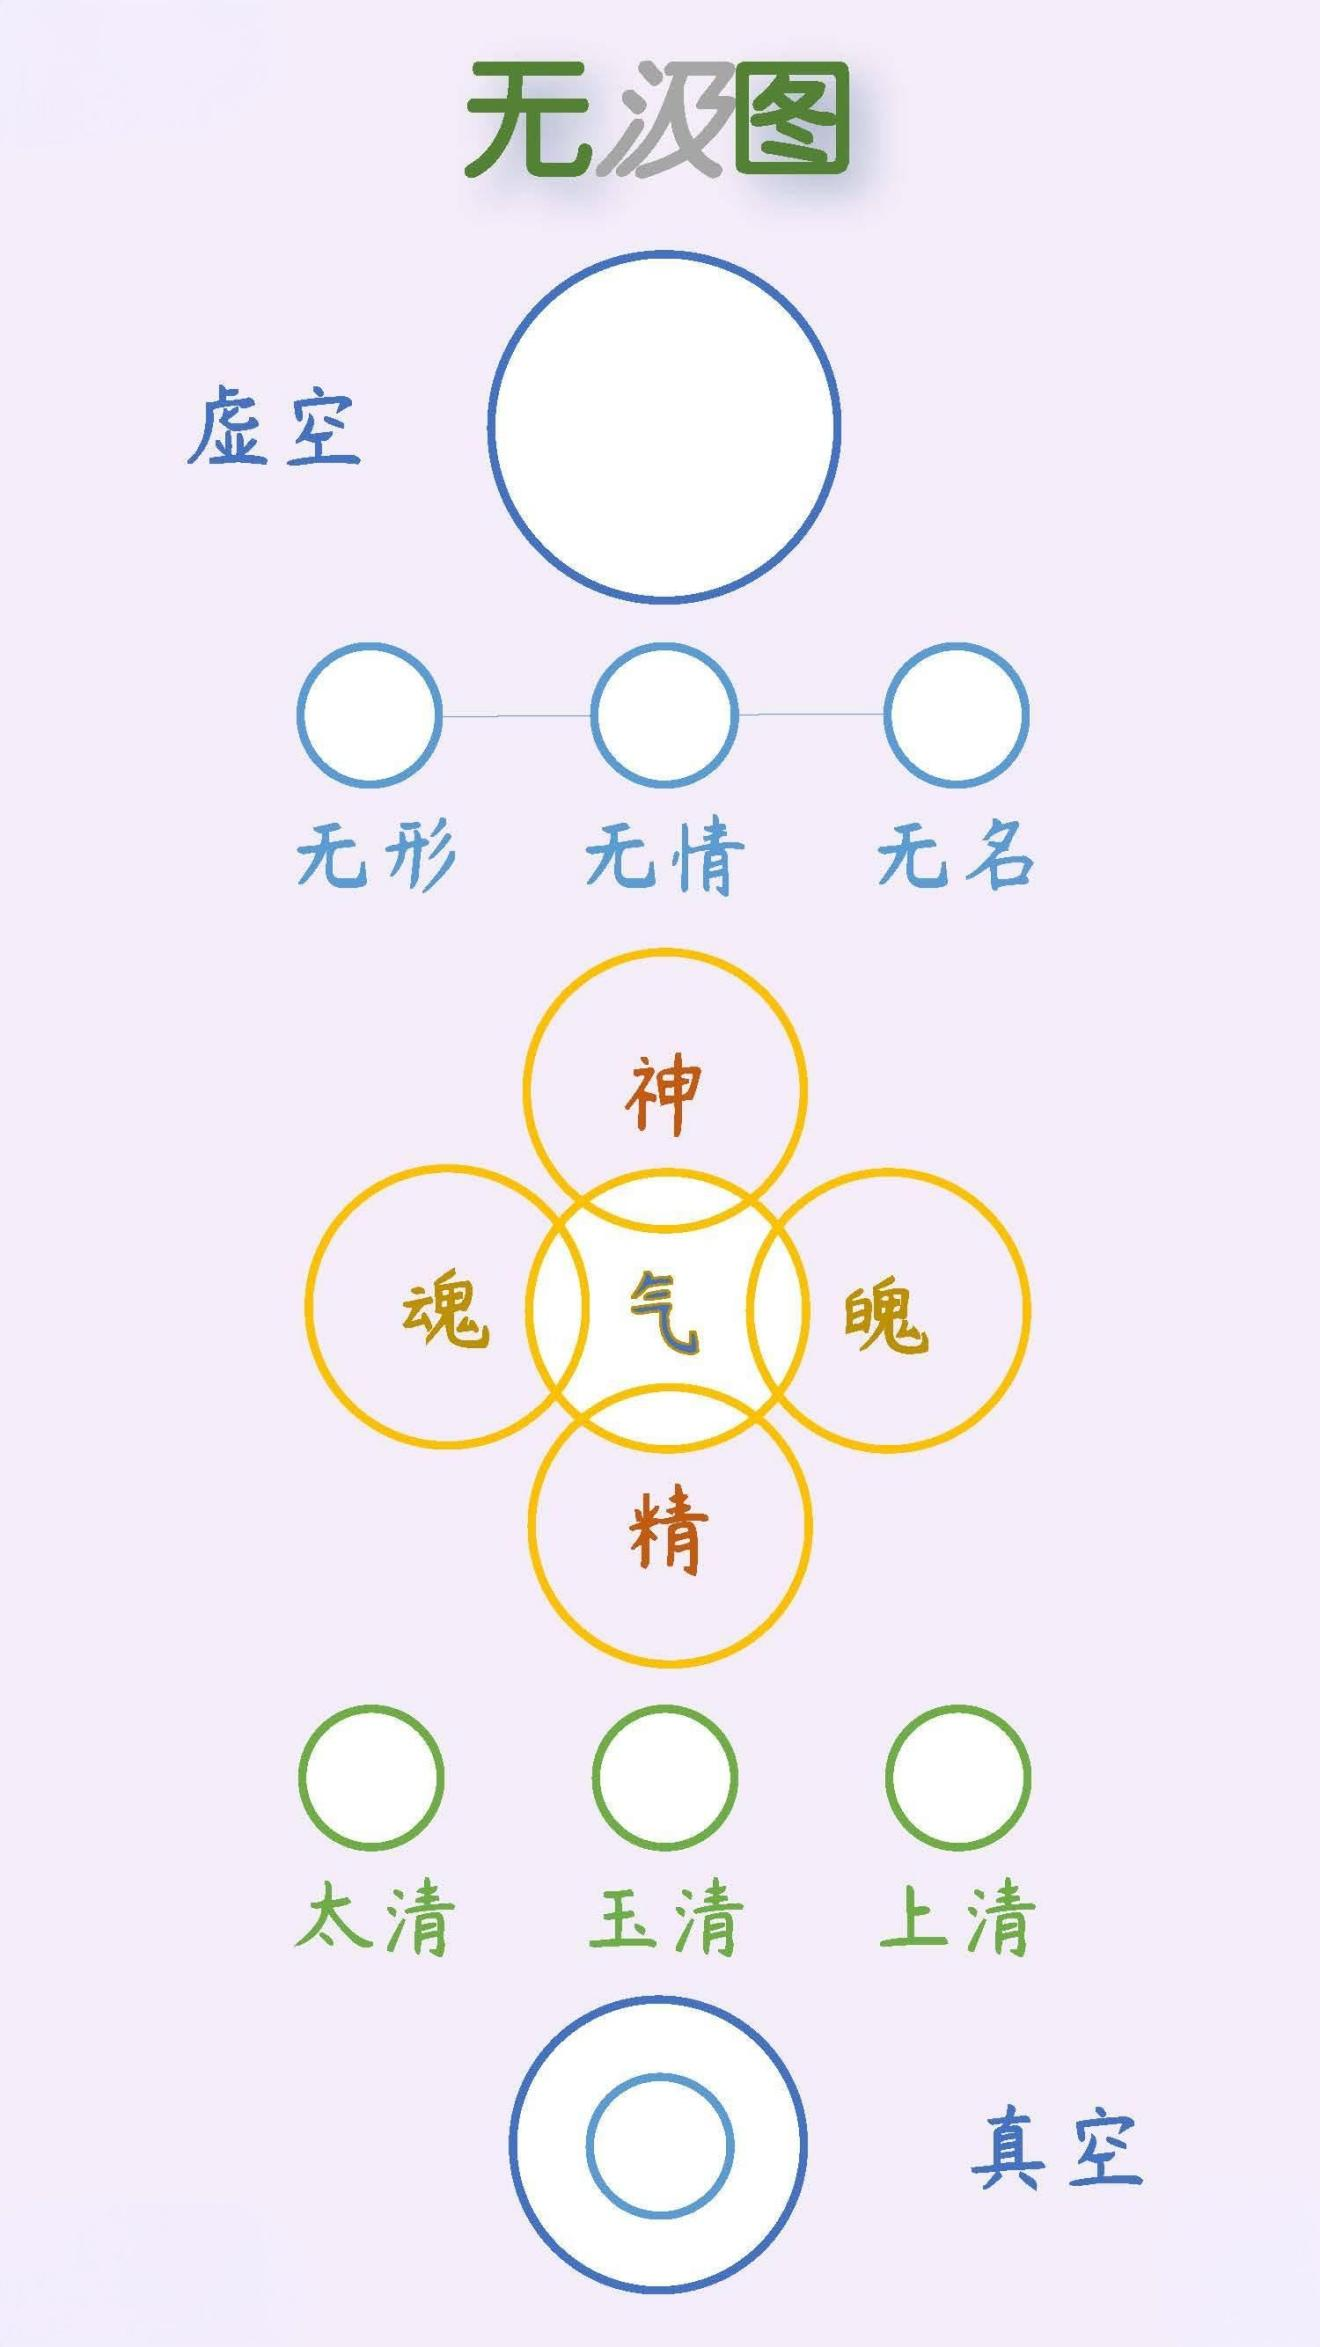 无汲图
虚空
无形 无情 无名
神
魂 气 魄
精
太清 玉清 上清
真空